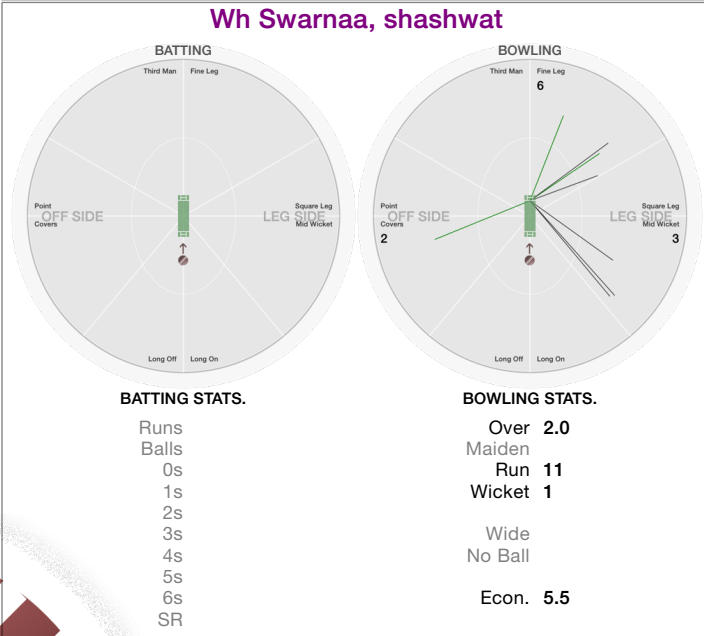 Wh Swarnaa, shashwat
BATTING
Third Man Fine Leg
Point
OFF SIDE
Covers
Square Leg
LEG SIDE
Mid Wicket
Long Off Long On
BOWLING
Third Man Fine Leg
6
Point
OFF SIDE
Covers
2
Square Leg
LEG SIDE
Mid Wicket
3
Long Off Long On
BATTING STATS.
Runs
Balls
0s
1s
2s
3s
4s
5s
6s
SR
BOWLING STATS.
Over 2.0
Maiden
Run 11
Wicket 1
Wide
No Ball
Econ. 5.5